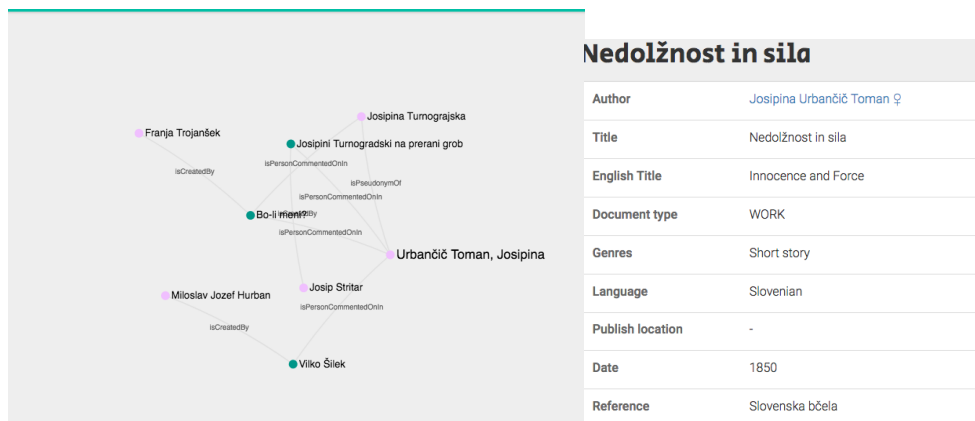 Josipina Turnograjska
Franja Trojanšek
Josipini Turnogradski na prerani grob
isPersonCommentedOnIn
isCreatedBy
isPseudonymOf
isPersonCommentedOnIn
Bo-li meni?
isPersonCommentedOnIn
Urbančič Toman, Josipina
Josip Stritar
Miloslav Jozef Hurban
isPersonCommentedOnIn
isCreatedBy
Vilko Šilek
Nedolžnost in sila
Author Josipina Urbančič Toman ♀
Title Nedolžnost in sila
English Title Innocence and Force
Document type WORK
Genres Short story
Language Slovenian
Publish location -
Date 1850
Reference Slovenska bčela